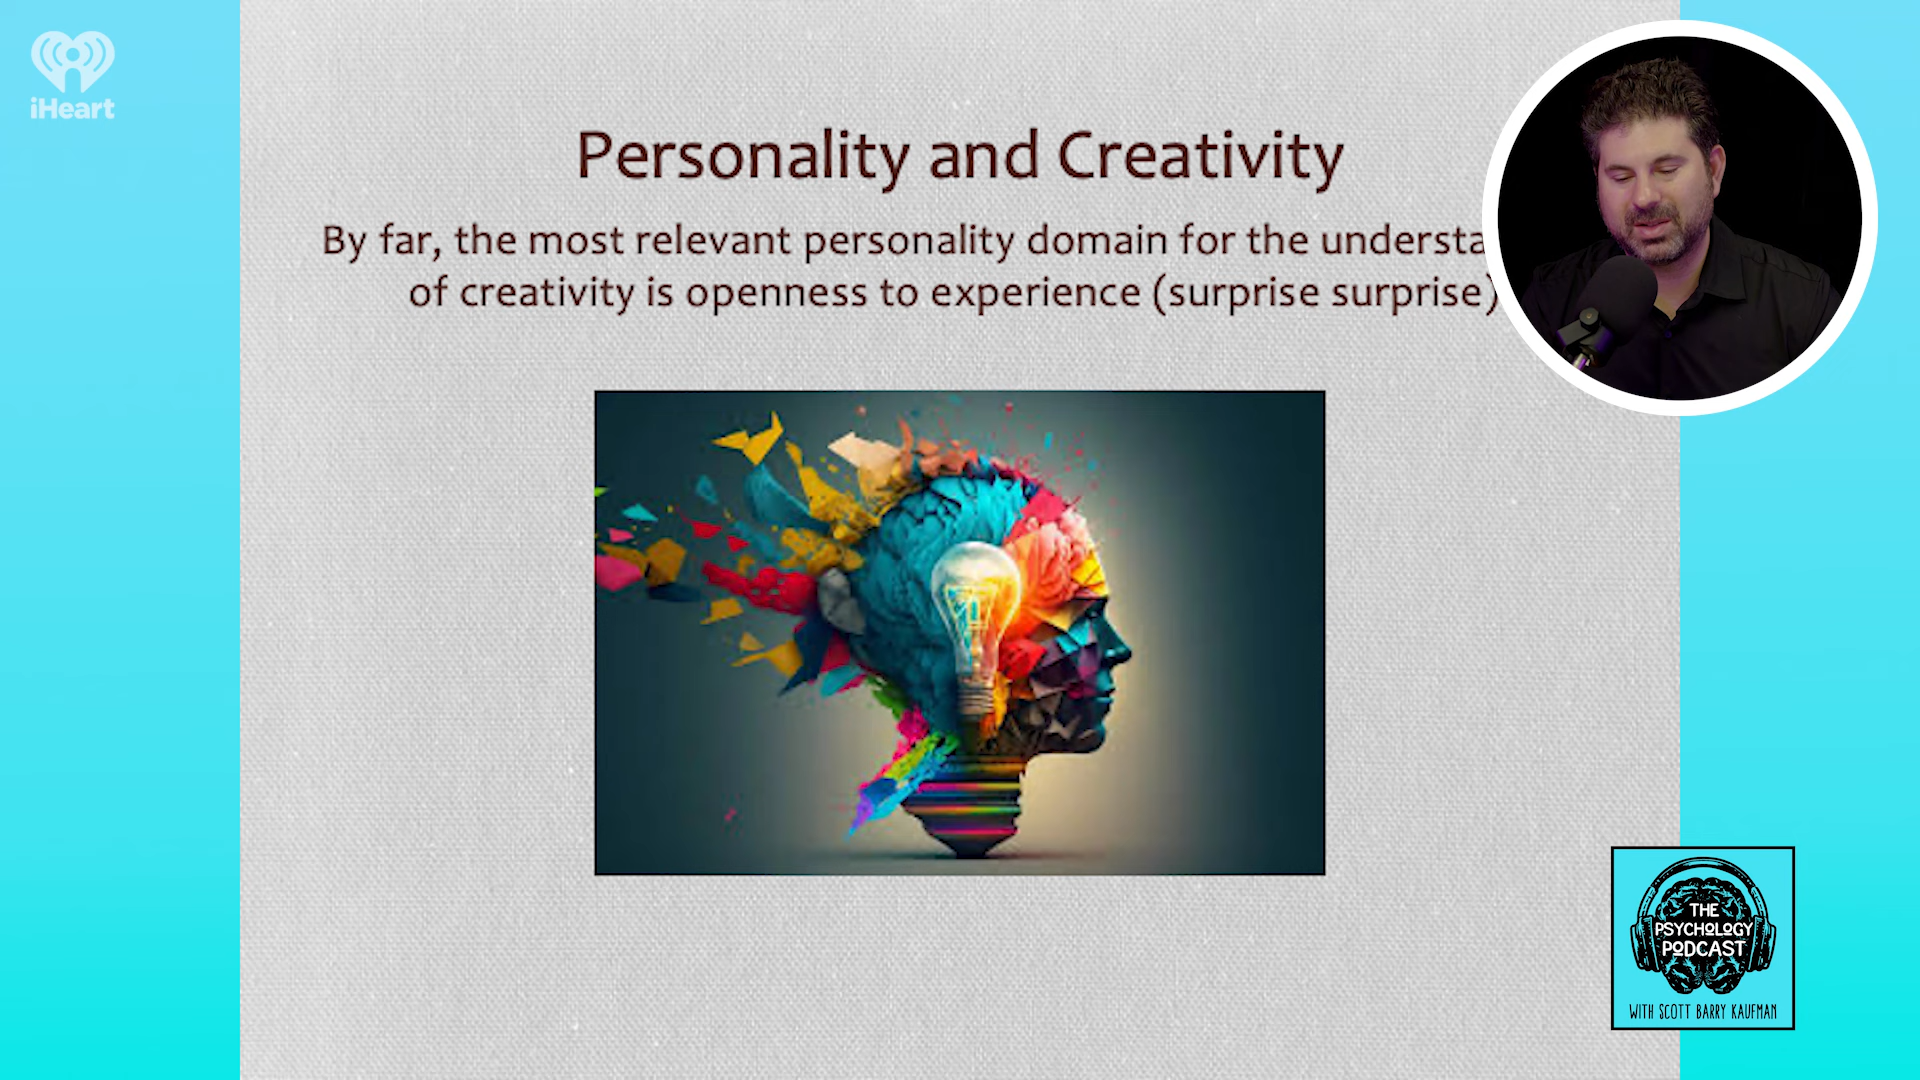 iHeart
Personality and Creativity
By far, the most relevant personality domain for the
of creativity is openness to experience (surprise surprise)
THE
PSYCHOLOGY
PODCAST
WITH SCOTT BARRY KAUFMAN